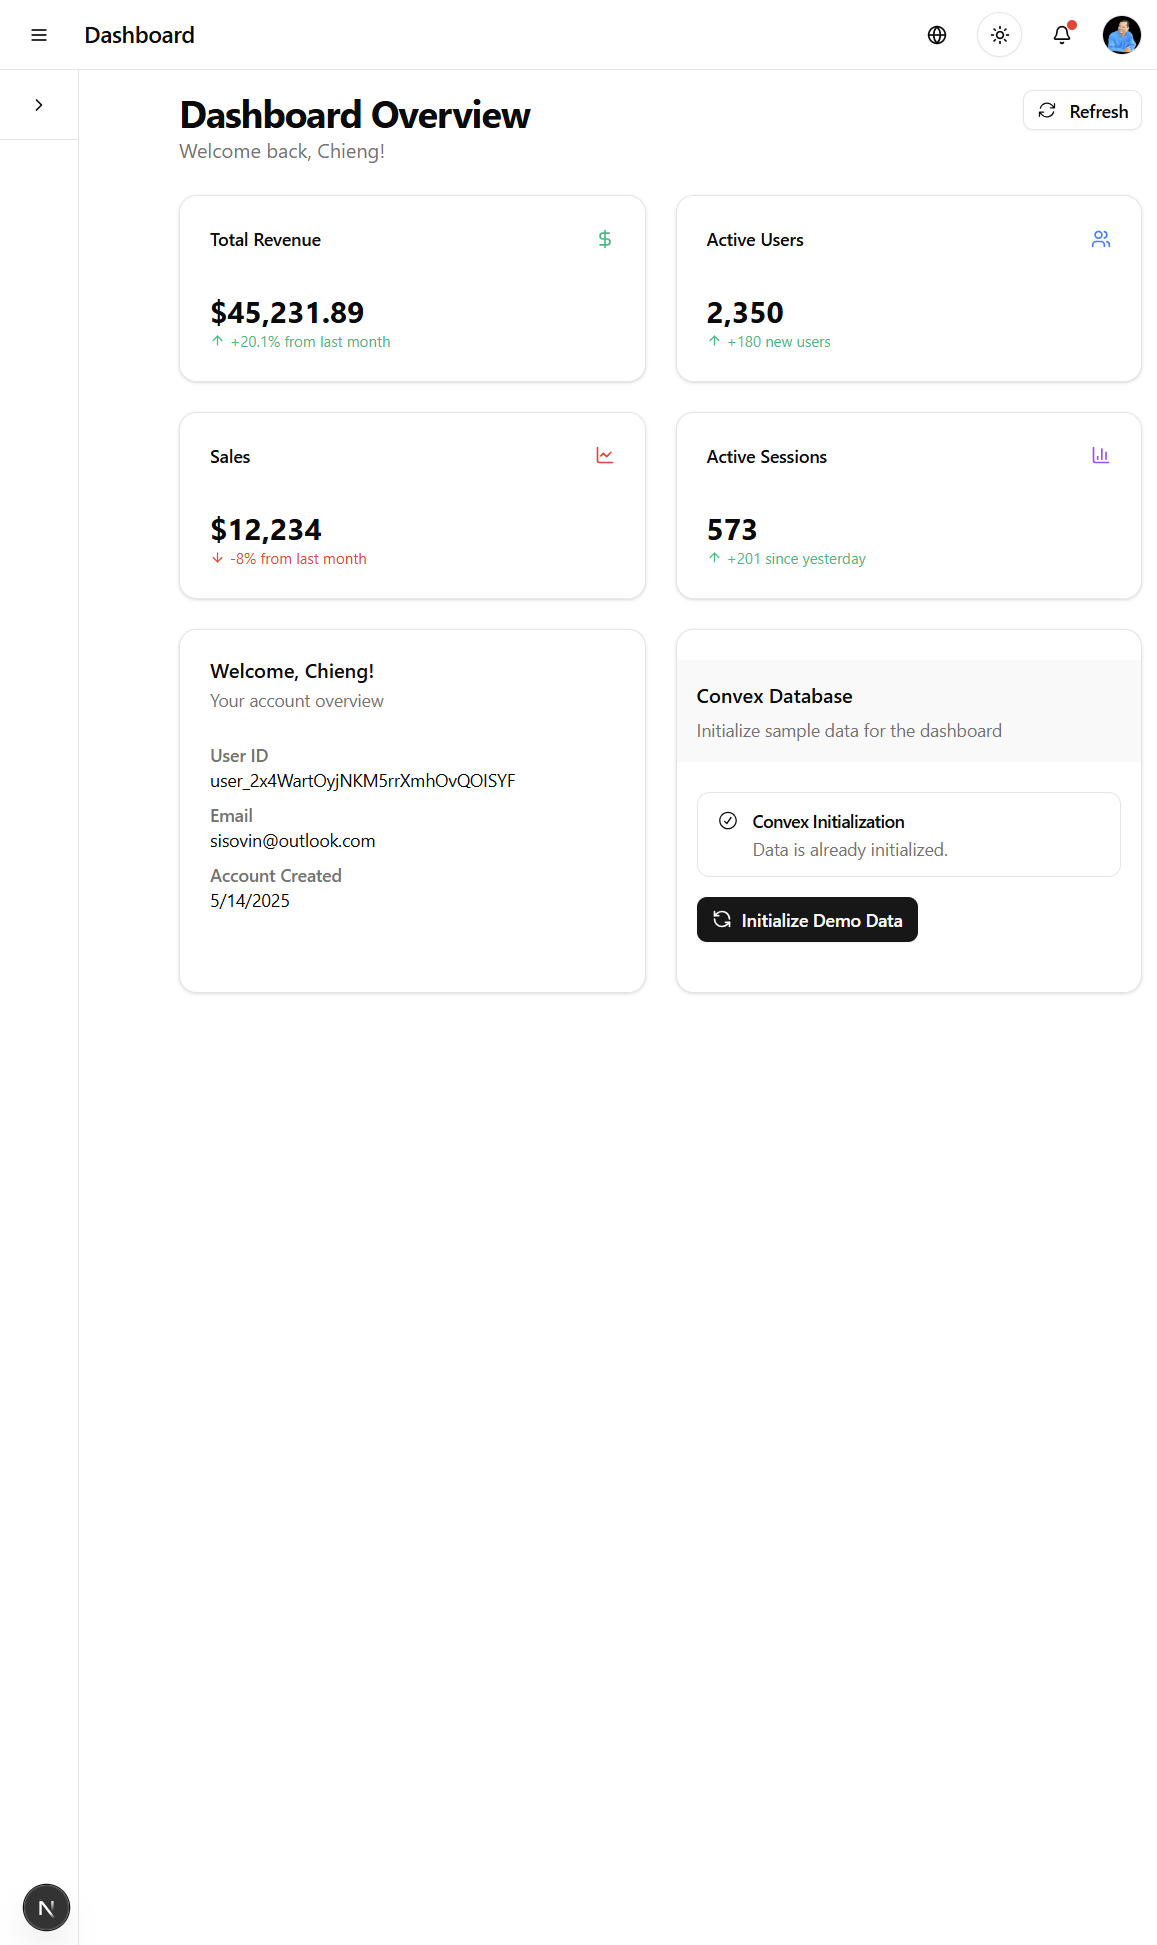 Dashboard
Dashboard Overview
Refresh
Welcome back, Chieng!
Total Revenue
$45,231.89
+20.1% from last month
Active Users
2,350
+180 new users
Sales
$12,234
-8% from last month
Active Sessions
573
+201 since yesterday
Welcome, Chieng!
Your account overview
User ID
user_2x4WartOyjNKM5rrXmhOvQOISYF
Email
sisovin@outlook.com
Account Created
5/14/2025
Convex Database
Initialize sample data for the dashboard
Convex Initialization
Data is already initialized.
Initialize Demo Data
N